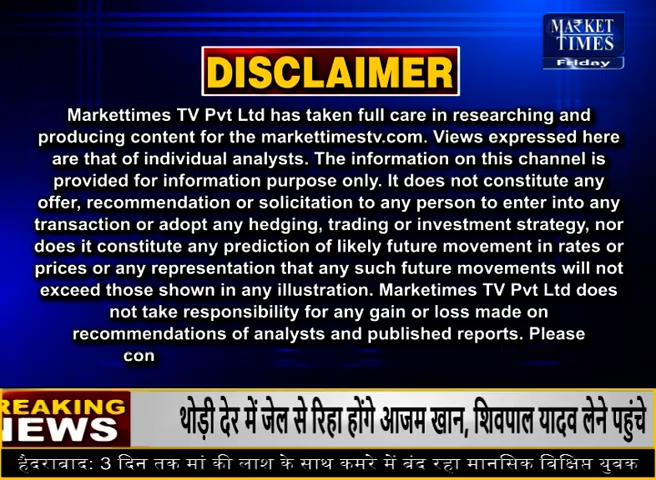 MARKET
TIMES
Friday
DISCLAIMER
Markettimes TV Pvt Ltd has taken full care in researching and
producing content for the markettimestv.com. Views expressed here
are that of individual analysts. The information on this channel is
provided for information purpose only. It does not constitute any
offer, recommendation or solicitation to any person to enter into any
transaction or adopt any hedging, trading or investment strategy, nor
does it constitute any prediction of likely future movement in rates or
prices or any representation that any such future movements will not
exceed those shown in any illustration. Marketimes TV Pvt Ltd does
not take responsibility for any gain or loss made on
recommendations of analysts and published reports. Please
con
REAKING
NEWS
थोड़ी देर में जेल से रिहा होंगे आजम खान, शिवपाल यादव लेने पहुंचे
हैदराबाद: 3 दिन तक मां की लाश के साथ कमरे में बंद रहा मानसिक विक्षिप्त युवक